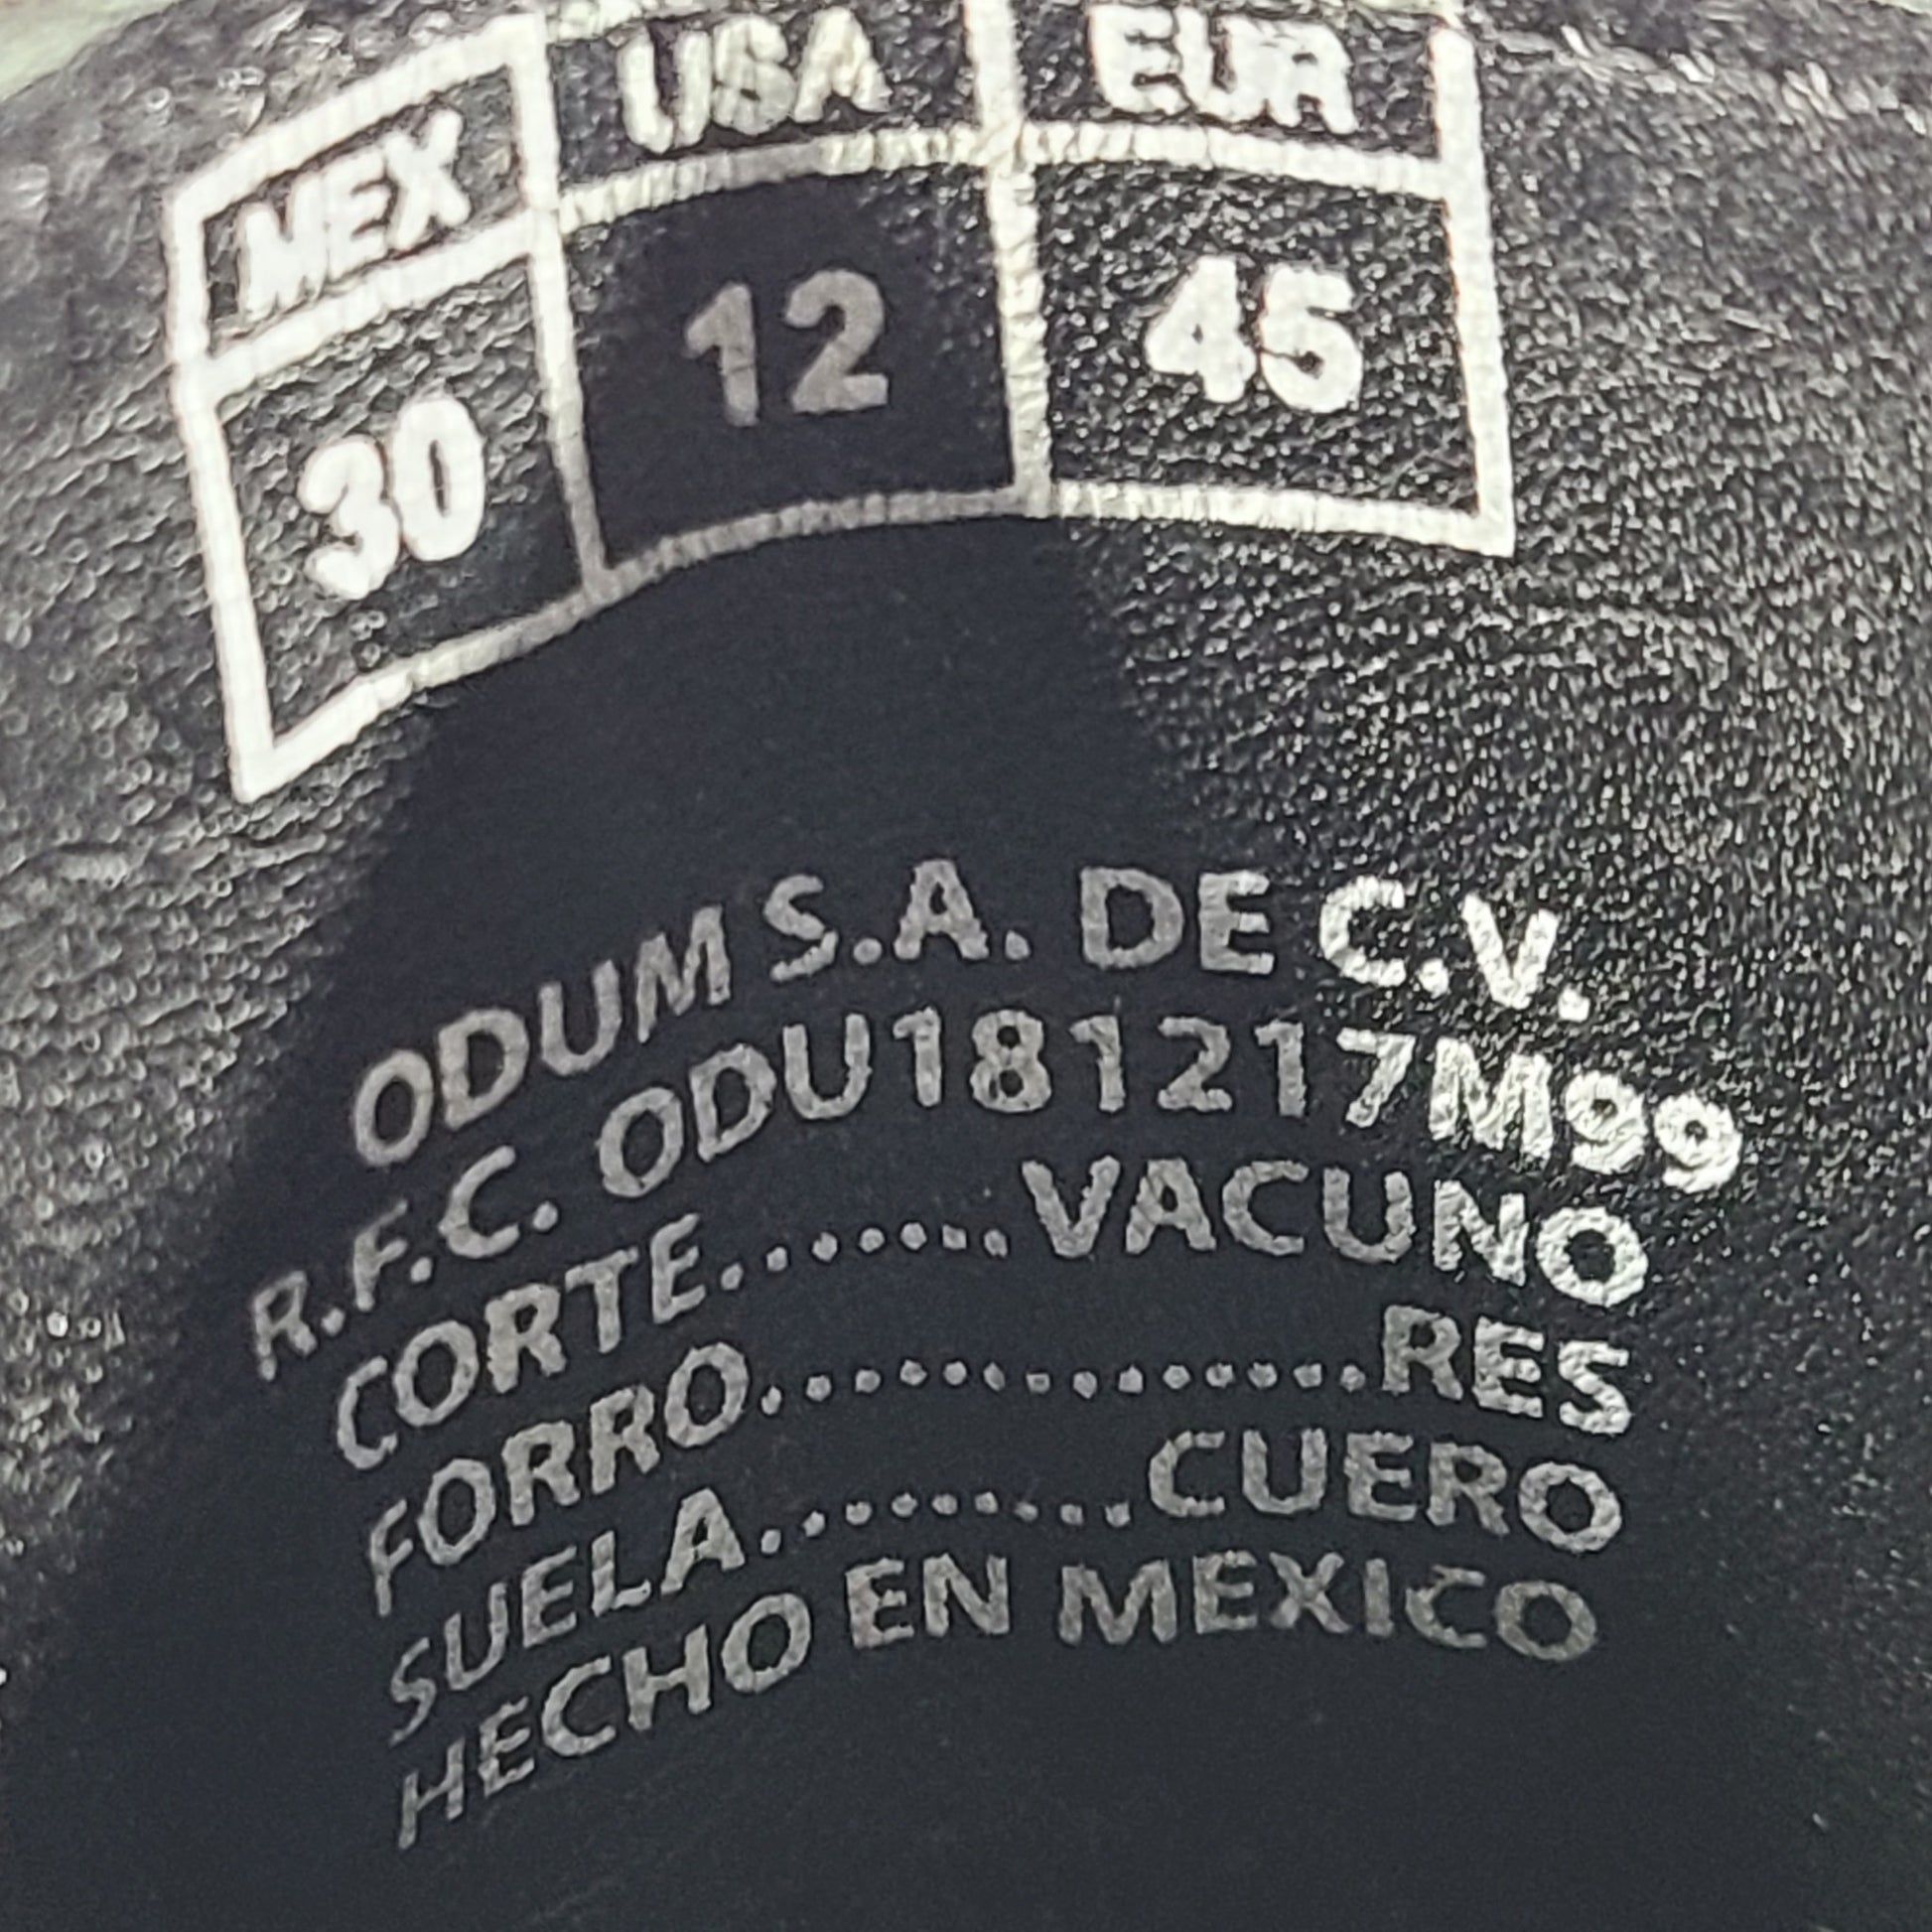 MEX USA EUR
30 12 45
ODUM S.A. DE C.V.
R.F.C. ODU181217M99
CORTE.......VACUNO
FORRO..............RES
SUELA.........CUERO
HECHO EN MEXICO